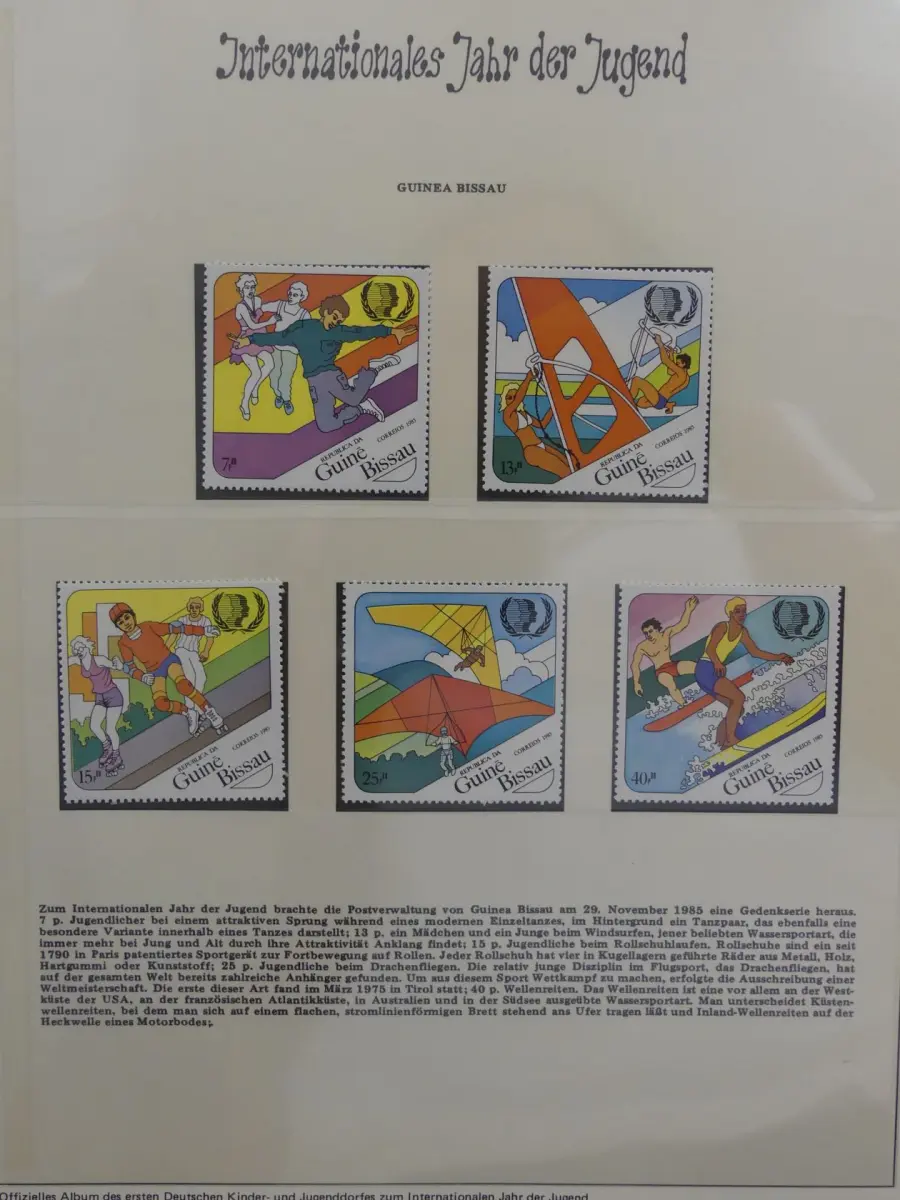 Internationales Jahr der Jugend
GUINEA BISSAU
7,
REPUBLICA DA
CORREIOS 1985
Guiné
Bissau
13,
REPUBLICA DA
CORREIOS 1985
Guiné
Bissau
15,
REPUBLICA DA
CORREIOS 1985
Guiné
Bissau
25,
REPUBLICA DA
CORREIOS 1985
Guiné
Bissau
40,
REPUBLICA DA
CORREIOS 1985
Guiné
Bissau
Zum Internationalen Jahr der Jugend brachte die Postverwaltung von Guinea Bissau am 29. November 1985 eine Gedenkserie heraus.
7 p. Jugendlicher bei einem attraktiven Sprung während eines modernen Einzeltanzes, im Hintergrund ein Tanzpaar, das ebenfalls eine
besondere Variante innerhalb eines Tanzes darstellt; 13 p. ein Mädchen und ein Junge beim Windsurfen, jener beliebten Wassersportart, die
immer mehr bei Jung und Alt durch ihre Attraktivität Anklang findet; 15 p. Jugendliche beim Rollschuhlaufen. Rollschuhe sind ein seit
1790 in Paris patentiertes Sportgerät zur Fortbewegung auf Rollen. Jeder Rollschuh hat vier in Kugellagern geführte Räder aus Metall, Holz,
Hartgummi oder Kunststoff; 25 p. Jugendliche beim Drachenfliegen. Die relativ junge Disziplin im Flugsport, das Drachenfliegen, hat
auf der gesamten Welt bereits zahlreiche Anhänger gefunden. Um aus diesem Sport Wettkampf zu machen, erfolgte die Ausschreibung einer
Weltmeisterschaft. Die erste dieser Art fand im März 1975 in Tirol statt; 40 p. Wellenreiten. Das Wellenreiten ist eine vor allem an der West-
küste der USA, an der französischen Atlantikküste, in Australien und in der Südsee ausgeübte Wassersportart. Man unterscheidet Küsten-
wellenreiten, bei dem man sich auf einem flachen, stromlinienförmigen Brett stehend ans Ufer tragen läßt und Inland-Wellenreiten auf der
Heckwelle eines Motorbodes;.
Offizielles Album des ersten Deutschen Kinder- und Jugenddorfes zum Internationalen Jahr der Jugend